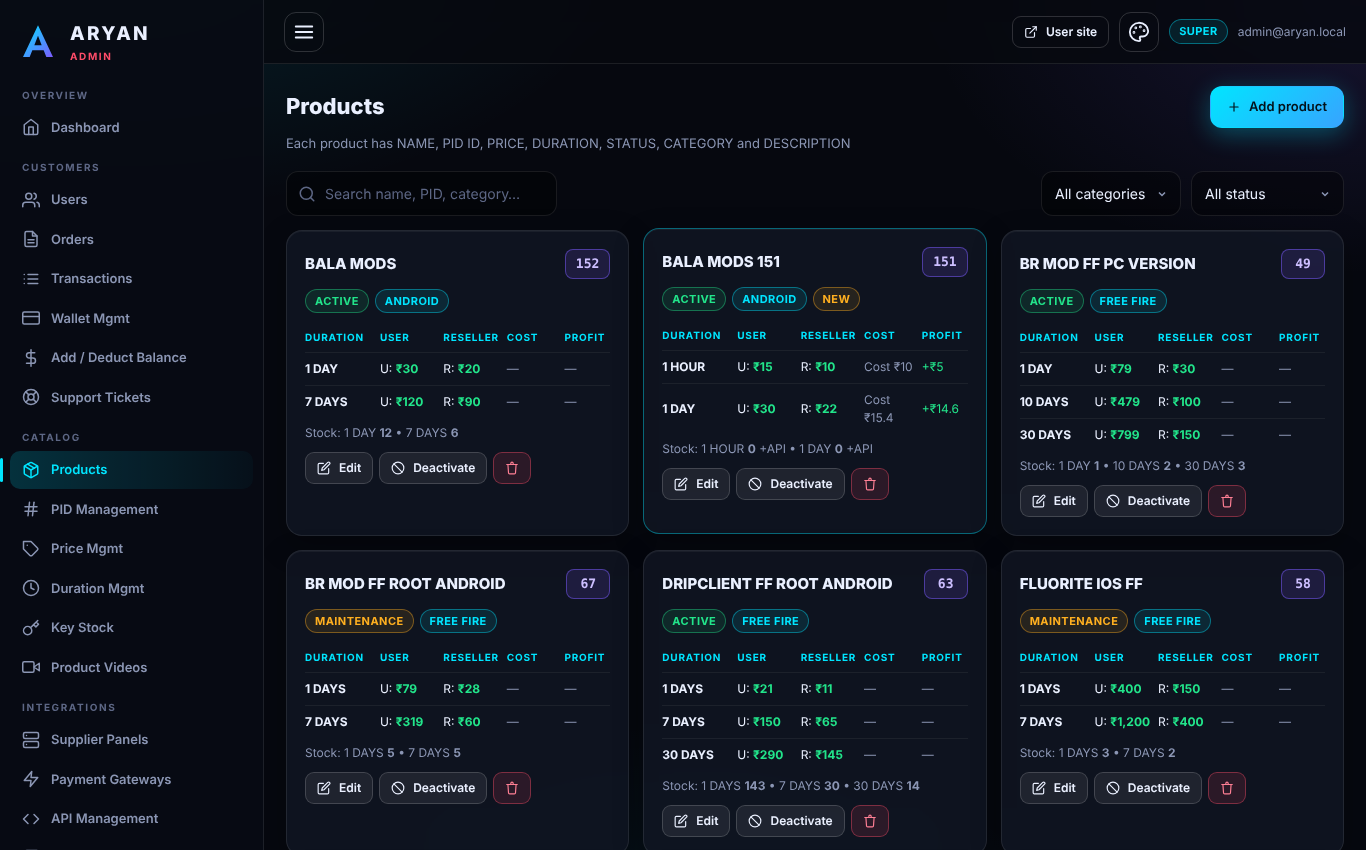 ARYAN
ADMIN
OVERVIEW
Dashboard
CUSTOMERS
Users
Orders
Transactions
Wallet Mgmt
Add / Deduct Balance
Support Tickets
CATALOG
Products
PID Management
Price Mgmt
Duration Mgmt
Key Stock
Product Videos
INTEGRATIONS
Supplier Panels
Payment Gateways
API Management
User site
SUPER
admin@aryan.local
Products
Add product
Each product has NAME, PID ID, PRICE, DURATION, STATUS, CATEGORY and DESCRIPTION
Search name, PID, category...
All categories
All status
BALA MODS 152
ACTIVE ANDROID
DURATION USER RESELLER COST PROFIT
1 DAY U: ₹30 R: ₹20 — —
7 DAYS U: ₹120 R: ₹90 — —
Stock: 1 DAY 12 • 7 DAYS 6
Edit Deactivate
BALA MODS 151 151
ACTIVE ANDROID NEW
DURATION USER RESELLER COST PROFIT
1 HOUR U: ₹15 R: ₹10 Cost ₹10 +₹5
1 DAY U: ₹30 R: ₹22 Cost ₹15.4 +₹14.6
Stock: 1 HOUR 0 +API • 1 DAY 0 +API
Edit Deactivate
BR MOD FF PC VERSION 49
ACTIVE FREE FIRE
DURATION USER RESELLER COST PROFIT
1 DAY U: ₹79 R: ₹30 — —
10 DAYS U: ₹479 R: ₹100 — —
30 DAYS U: ₹799 R: ₹150 — —
Stock: 1 DAY 1 • 10 DAYS 2 • 30 DAYS 3
Edit Deactivate
BR MOD FF ROOT ANDROID 67
MAINTENANCE FREE FIRE
DURATION USER RESELLER COST PROFIT
1 DAYS U: ₹79 R: ₹28 — —
7 DAYS U: ₹319 R: ₹60 — —
Stock: 1 DAYS 5 • 7 DAYS 5
Edit Deactivate
DRIPCLIENT FF ROOT ANDROID 63
ACTIVE FREE FIRE
DURATION USER RESELLER COST PROFIT
1 DAYS U: ₹21 R: ₹11 — —
7 DAYS U: ₹150 R: ₹65 — —
30 DAYS U: ₹290 R: ₹145 — —
Stock: 1 DAYS 143 • 7 DAYS 30 • 30 DAYS 14
Edit Deactivate
FLUORITE IOS FF 58
MAINTENANCE FREE FIRE
DURATION USER RESELLER COST PROFIT
1 DAYS U: ₹400 R: ₹150 — —
7 DAYS U: ₹1,200 R: ₹400 — —
Stock: 1 DAYS 3 • 7 DAYS 2
Edit Deactivate